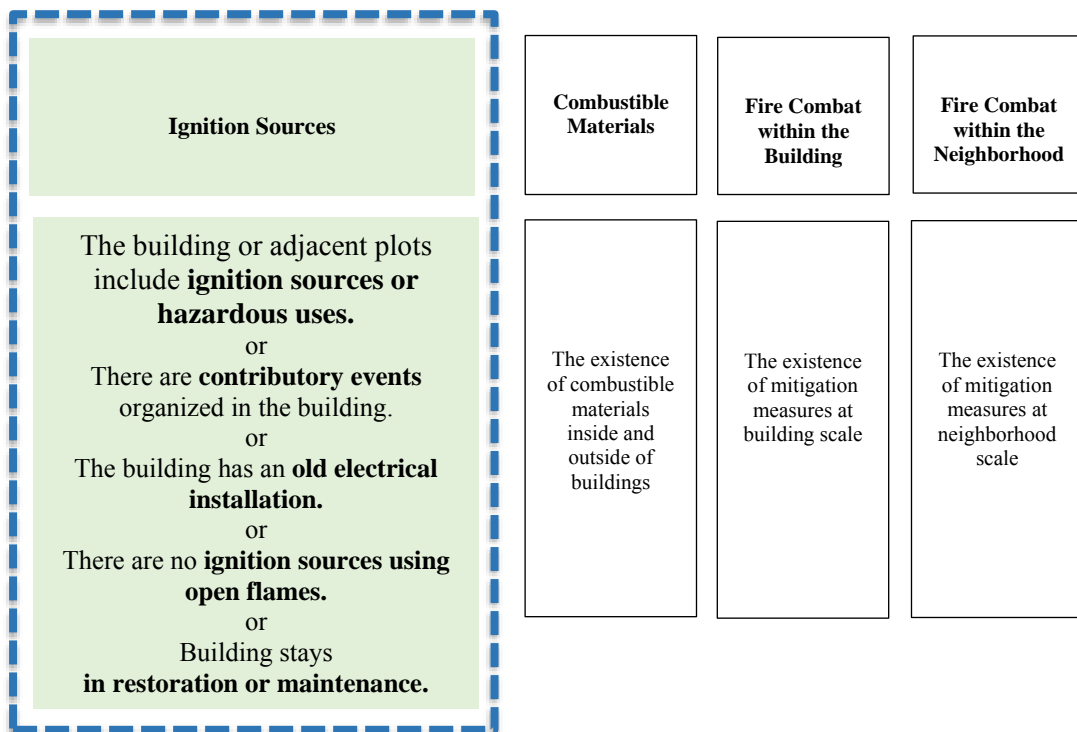 Ignition Sources
The building or adjacent plots
include ignition sources or
hazardous uses.
or
There are contributory events
organized in the building.
or
The building has an old electrical
installation.
or
There are no ignition sources using
open flames.
or
Building stays
in restoration or maintenance.
Combustible
Materials
The existence
of combustible
materials
inside and
outside of
buildings
Fire Combat
within the
Building
The existence
of mitigation
measures at
building scale
Fire Combat
within the
Neighborhood
The existence
of mitigation
measures at
neighborhood
scale